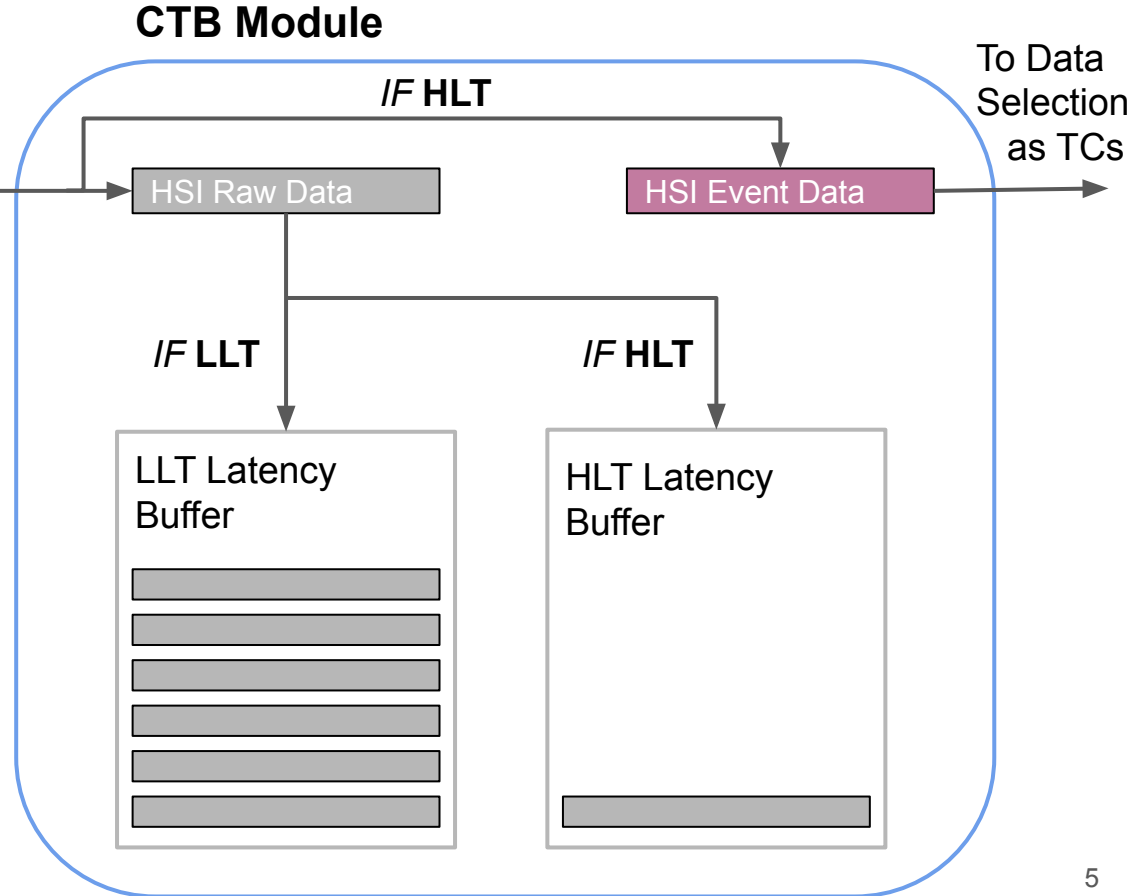 CTB Module
To Data
Selection
as TCs
IF HLT
HSI Raw Data
HSI Event Data
IF LLT
IF HLT
LLT Latency
Buffer
HLT Latency
Buffer
5